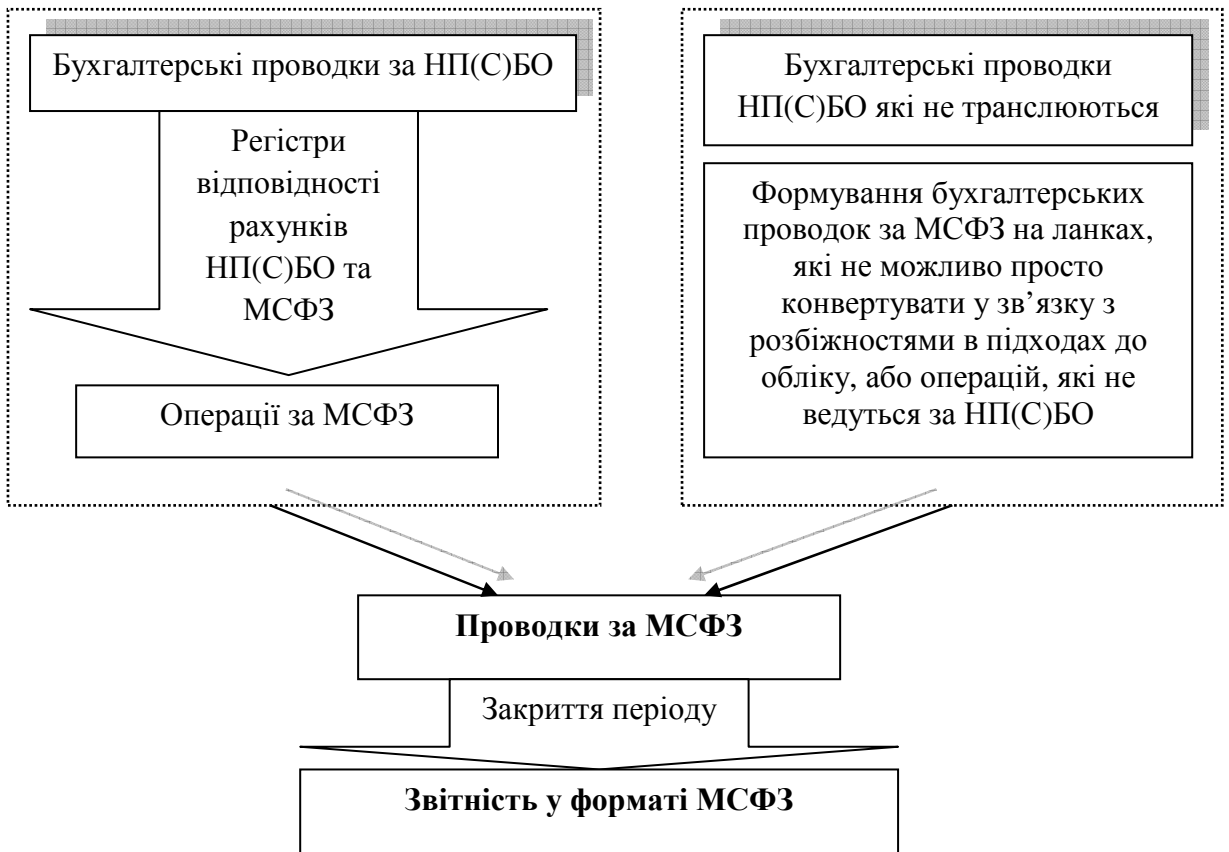 Бухгалтерські проводки за НП(С)БО
Регістри
відповідності
рахунків
НП(С)БО та
МСФЗ
Операції за МСФЗ
Бухгалтерські проводки
НП(С)БО які не транслюються
Формування бухгалтерських
проводок за МСФЗ на ланках,
які не можливо просто
конвертувати у зв’язку з
розбіжностями в підходах до
обліку, або операцій, які не
ведуться за НП(С)БО
Проводки за МСФЗ
Закриття періоду
Звітність у форматі МСФЗ